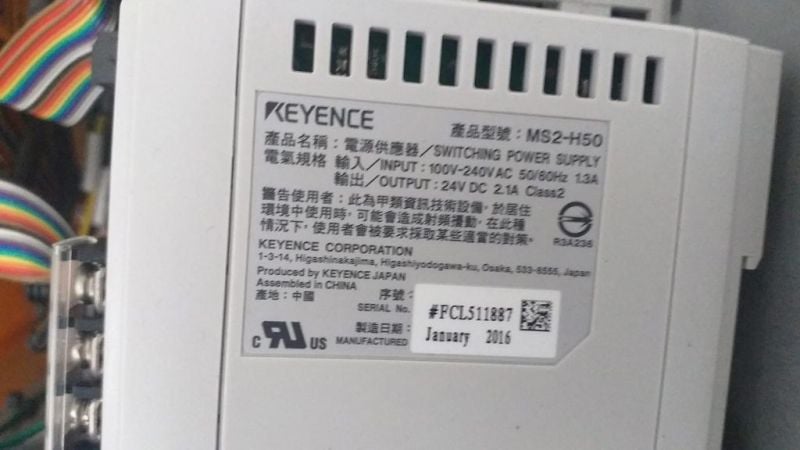 KEYENCE
產品型號：MS2-H50
產品名稱：電源供應器／SWITCHING POWER SUPPLY
電氣規格 輸入／INPUT：100V-240V AC 50/60Hz 1.3A
輸出／OUTPUT：24V DC 2.1A Class2
警告使用者：此為甲類資訊技術設備，於居住
環境中使用時，可能會造成射頻擾動，在此種
情況下，使用者會被要求採取某些適當的對策。
R3A236
KEYENCE CORPORATION
1-3-14, Higashinakajima, Higashiyodogawa-ku, Osaka, 533-8555, Japan
Produced by KEYENCE JAPAN
Assembled in CHINA
產地：中國
序號：
SERIAL No.
#FCL511887
製造日期：
MANUFACTURED
January 2016
C RU US